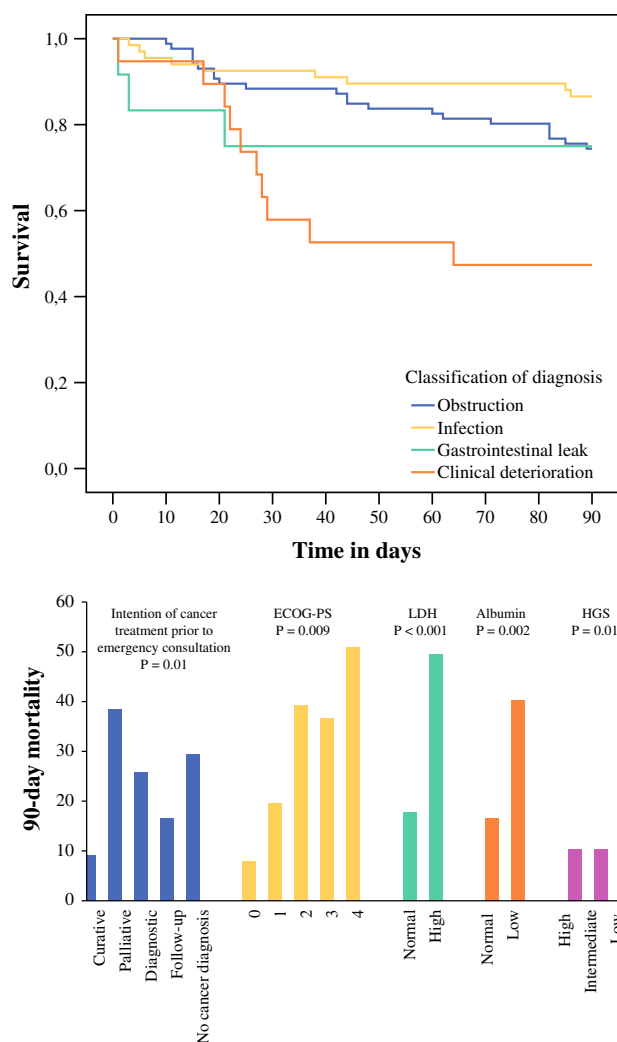 1,0
0,8
0,6
0,4
0,2
0,0
Survival
Classification of diagnosis
Obstruction
Infection
Gastrointestinal leak
Clinical deterioration
0 10 20 30 40 50 60 70 80 90
Time in days
60
50
40
30
20
10
0
90-day mortality
Intention of cancer
treatment prior to
emergency consultation
P = 0.01
ECOG-PS
P = 0.009
LDH
P < 0.001
Albumin
P = 0.002
HGS
P = 0.01
Curative
Palliative
Diagnostic
Follow-up
No cancer diagnosis
0
1
2
3
4
Normal
High
Normal
Low
High
Intermediate
Low